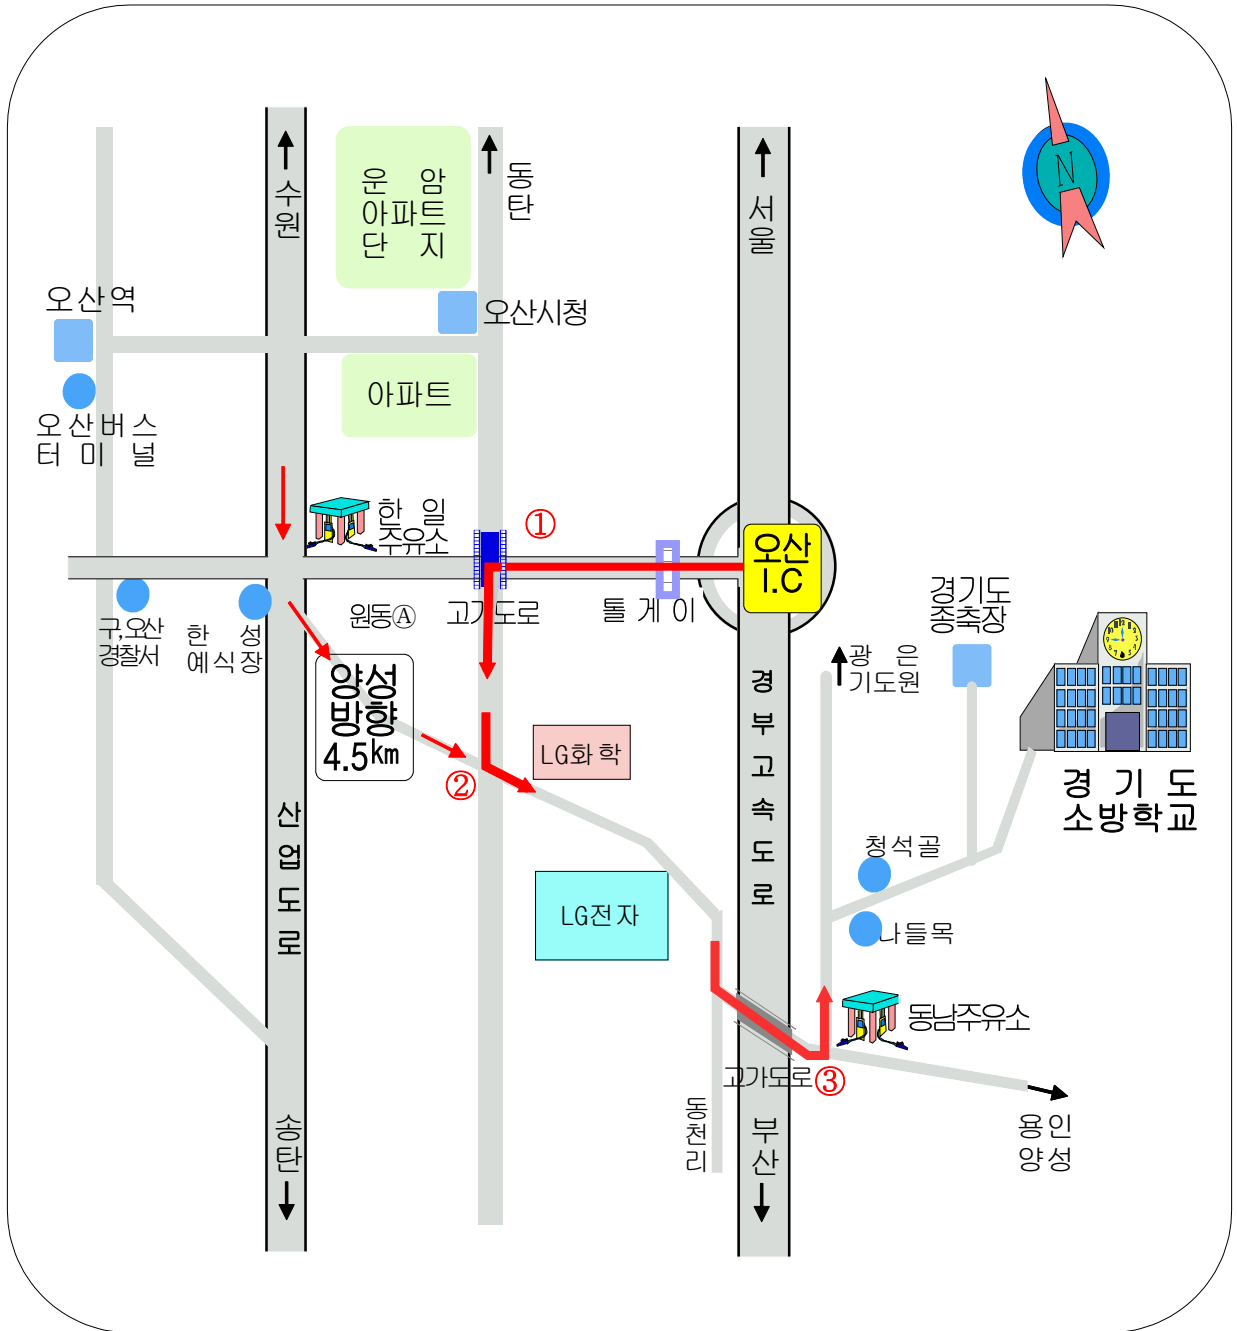 N
수원
운 암
아파트
단 지
동탄
서울
오산역
오산시청
아파트
오산버스
터 미 널
한 일
주유소
①
오산
I.C
구,오산
경찰서
한 성
예식장
원동Ⓐ
고가도로
톨 게 이
경기도
종축장
광 은
기도원
양성
방향
4.5km
②
LG화학
경부고속도로
산업도로
경 기 도
소방학교
청석골
LG전자
나들목
동남주유소
고가도로 ③
동천리
송탄
부산
용인
양성